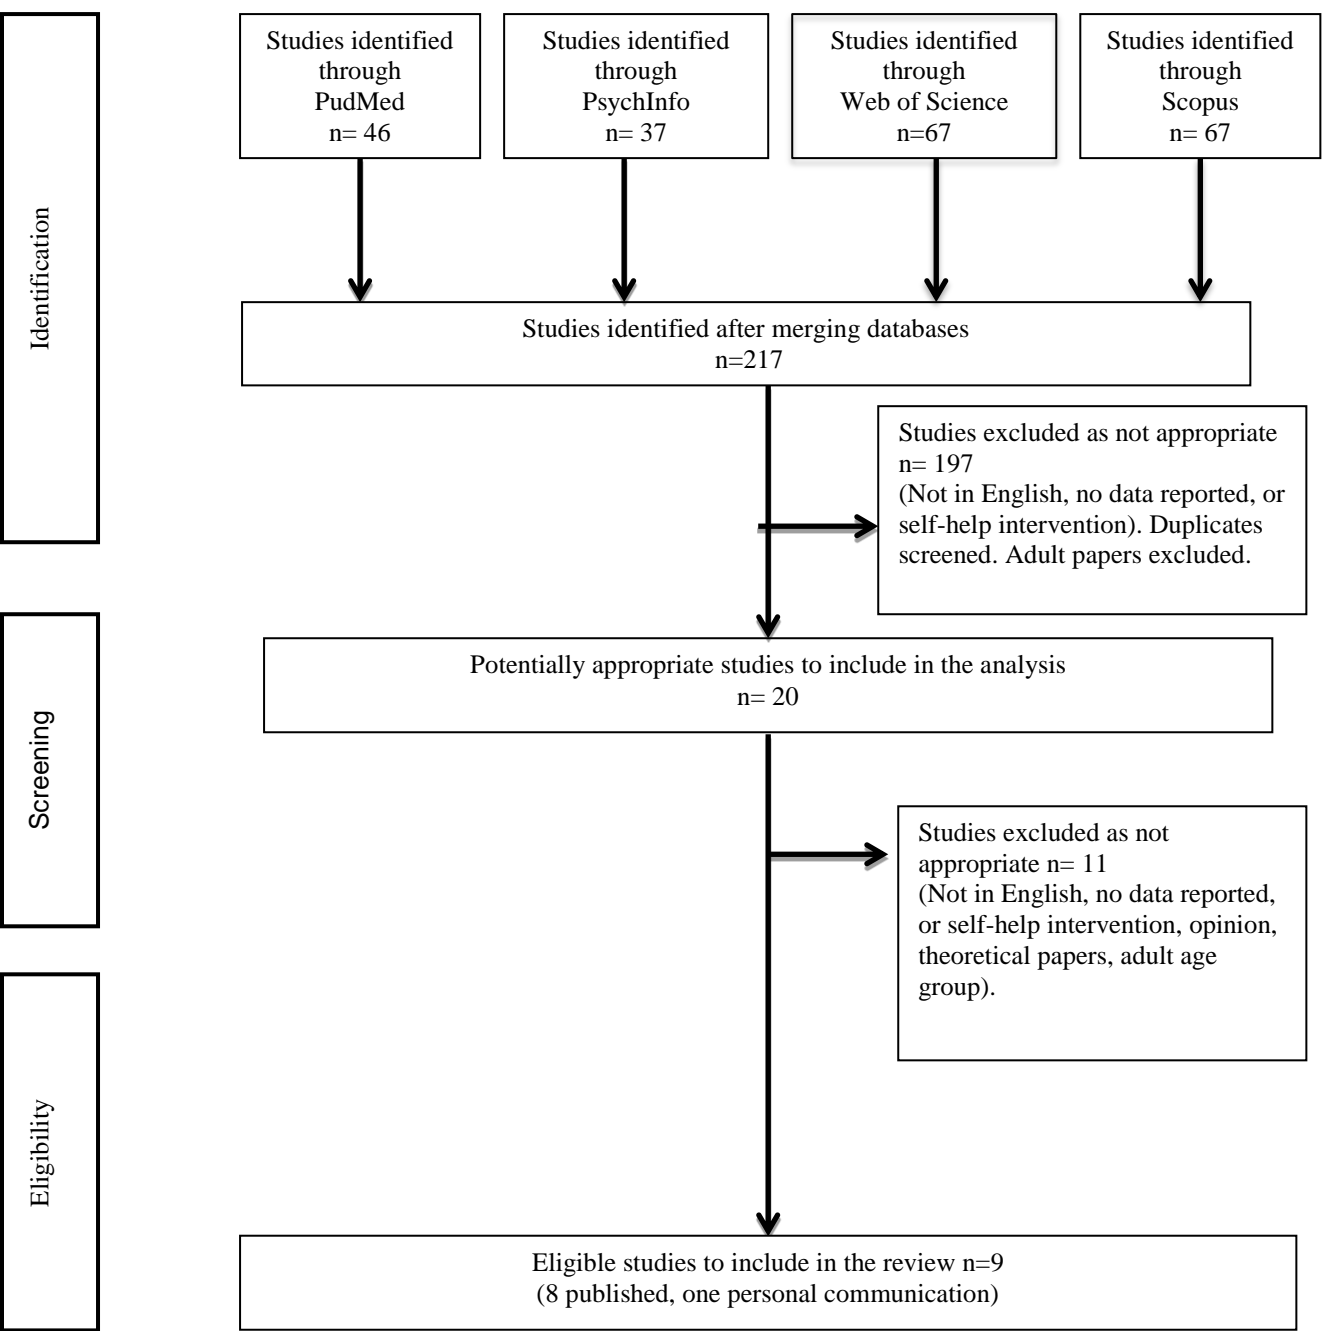 Identification
Studies identified
through
PudMed
n= 46
Studies identified
through
PsychInfo
n= 37
Studies identified
through
Web of Science
n=67
Studies identified
through
Scopus
n= 67
Studies identified after merging databases
n=217
Studies excluded as not appropriate
n= 197
(Not in English, no data reported, or
self-help intervention). Duplicates
screened. Adult papers excluded.
Screening
Potentially appropriate studies to include in the analysis
n= 20
Studies excluded as not
appropriate n= 11
(Not in English, no data reported,
or self-help intervention, opinion,
theoretical papers, adult age
group).
Eligibility
Eligible studies to include in the review n=9
(8 published, one personal communication)